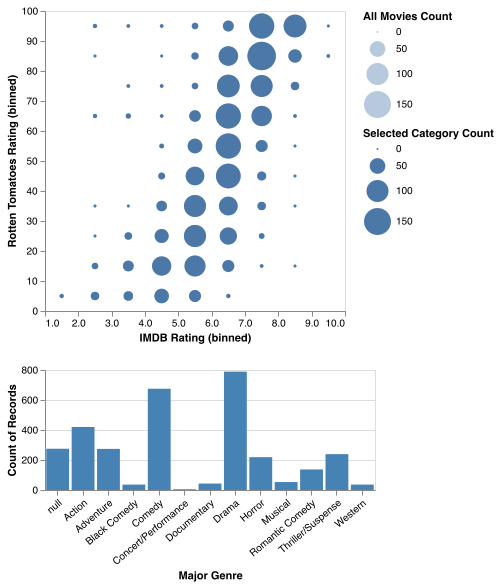 100
90
80
70
60
50
40
30
20
10
0
Rotten Tomatoes Rating (binned)
1.0 2.0 3.0 4.0 5.0 6.0 7.0 8.0 9.0 10.0
IMDB Rating (binned)
All Movies Count
0
50
100
150
Selected Category Count
0
50
100
150
800
600
400
200
0
Count of Records
null
Action
Adventure
Black Comedy
Comedy
Concert/Performance
Documentary
Drama
Horror
Musical
Romantic Comedy
Thriller/Suspense
Western
Major Genre